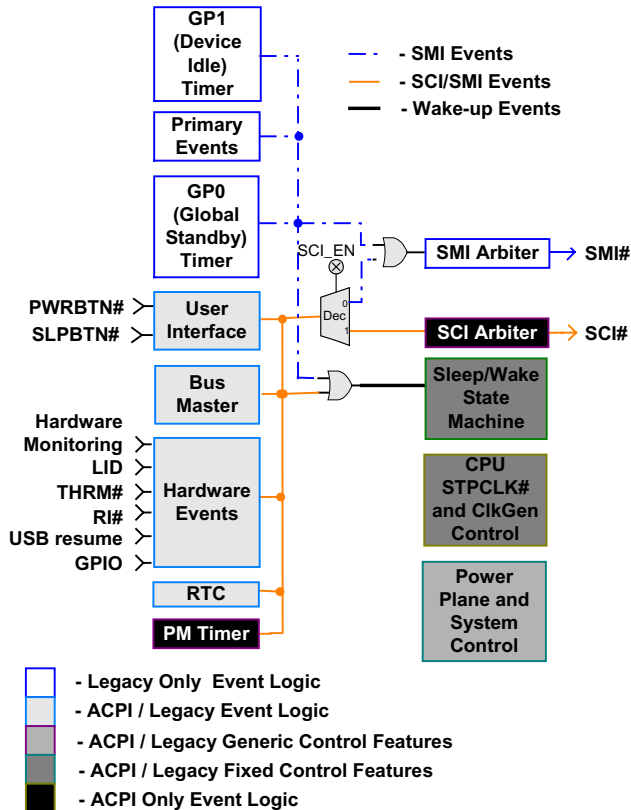 GP1
(Device
Idle)
Timer
- SMI Events
- SCI/SMI Events
- Wake-up Events
Primary
Events
GP0
(Global
Standby)
Timer
SCI_EN
SMI Arbiter
SMI#
PWRBTN#
SLPBTN#
User
Interface
0
Dec
1
SCI Arbiter
SCI#
Bus
Master
Sleep/Wake
State
Machine
Hardware
Monitoring
LID
THRM#
RI#
USB resume
GPIO
Hardware
Events
CPU
STPCLK#
and ClkGen
Control
RTC
PM Timer
Power
Plane and
System
Control
- Legacy Only Event Logic
- ACPI / Legacy Event Logic
- ACPI / Legacy Generic Control Features
- ACPI / Legacy Fixed Control Features
- ACPI Only Event Logic